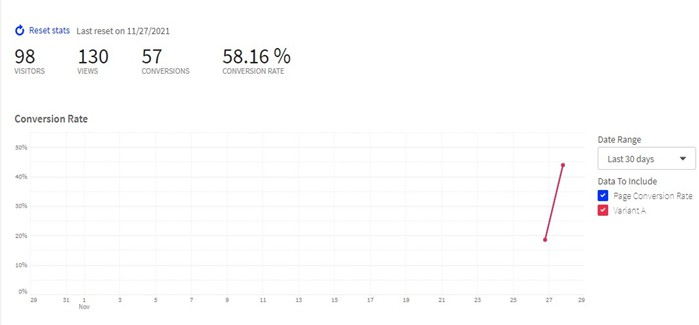 Reset stats Last reset on 11/27/2021
98 130 57 58.16 %
VISITORS VIEWS CONVERSIONS CONVERSION RATE
Conversion Rate
Date Range
Last 30 days
Data To Include
Page Conversion Rate
Variant A
50%
40%
30%
20%
10%
0%
29 31 1 3 5 7 9 11 13 15 17 19 21 23 25 27 29
Nov